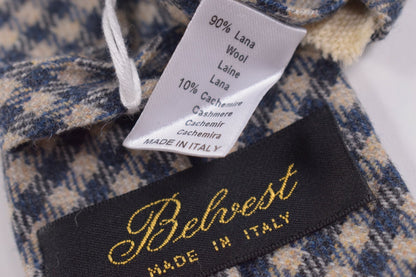 90% Lana
Wool
Laine
Lana
10% Cachemire
Cashmere
Cachemir
Cachemira
MADE IN ITALY
Belvest
MADE IN ITALY